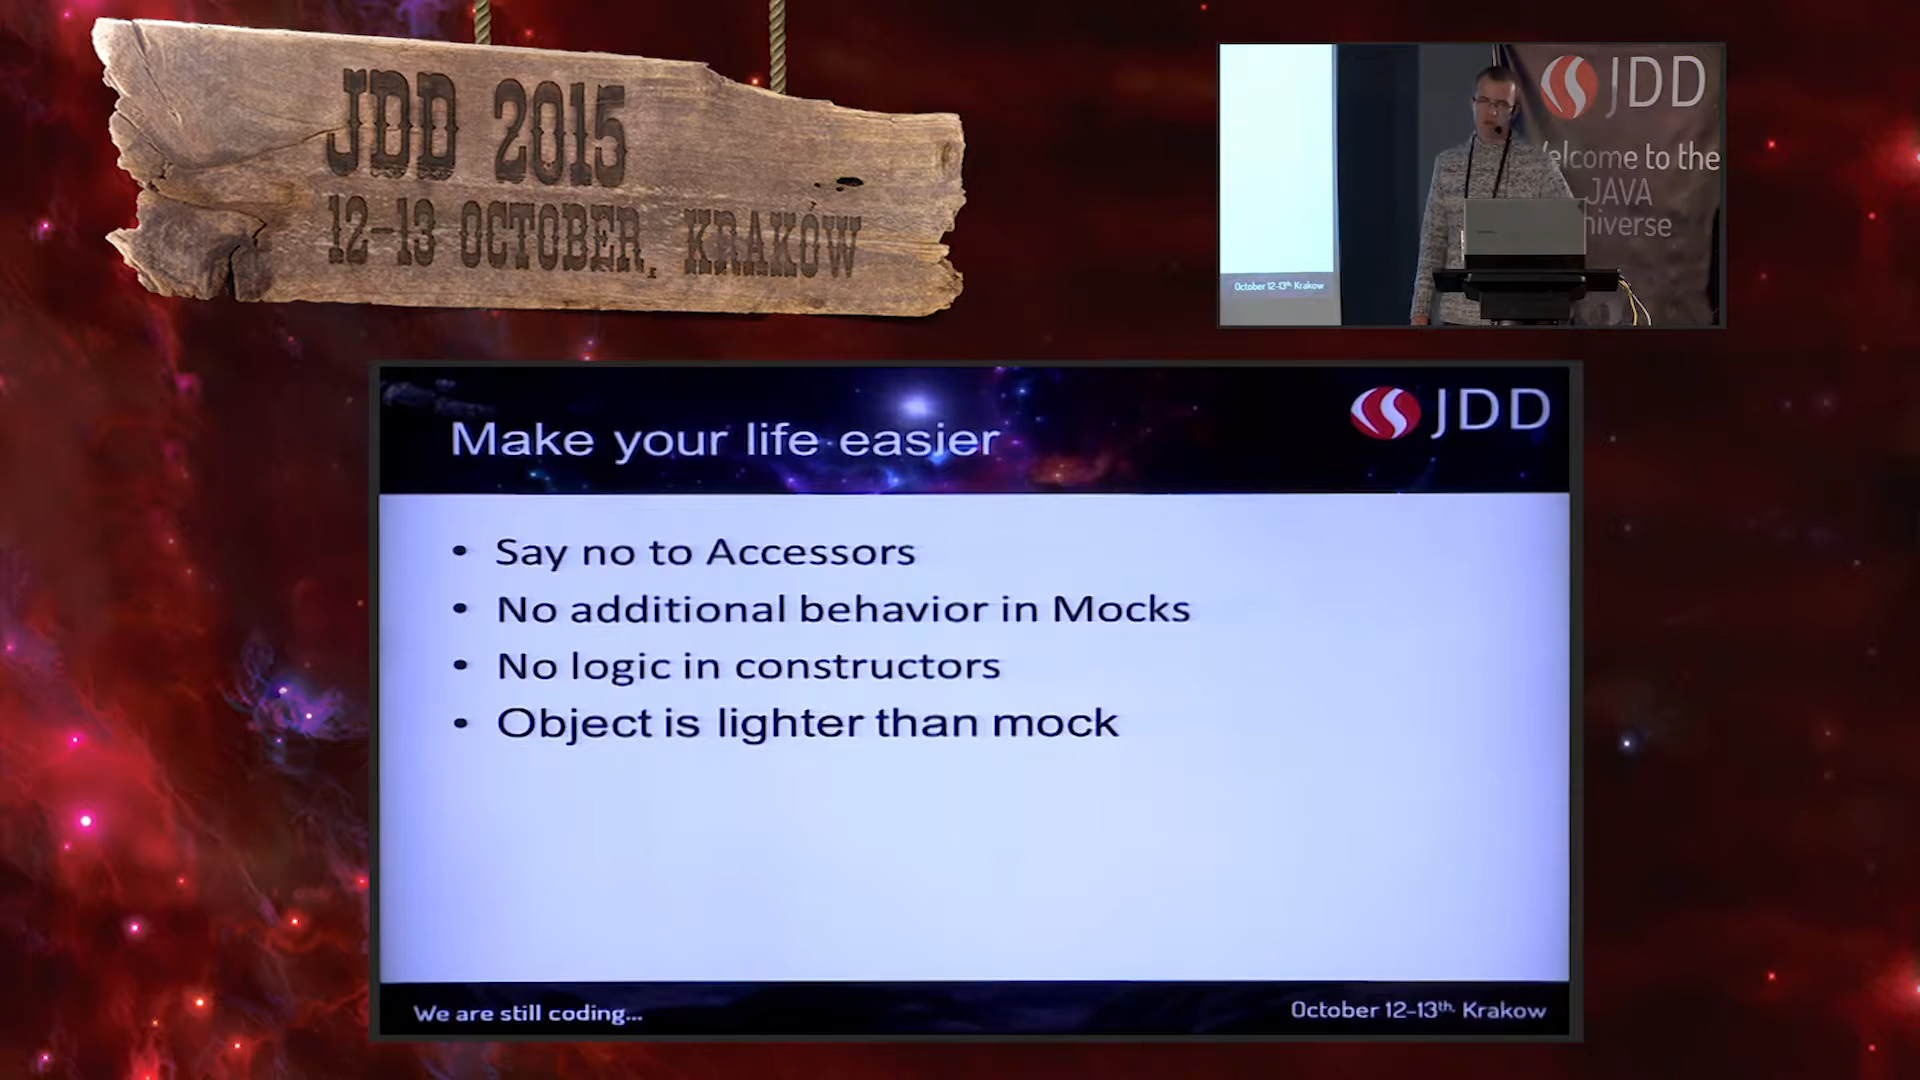 JDD 2015
12-13 OCTOBER, KRAKÓW
JDD
elcome to the
JAVA
niverse
October 12-13th, Krakow
Make your life easier
JDD
• Say no to Accessors
• No additional behavior in Mocks
• No logic in constructors
• Object is lighter than mock
We are still coding...
October 12-13th, Krakow